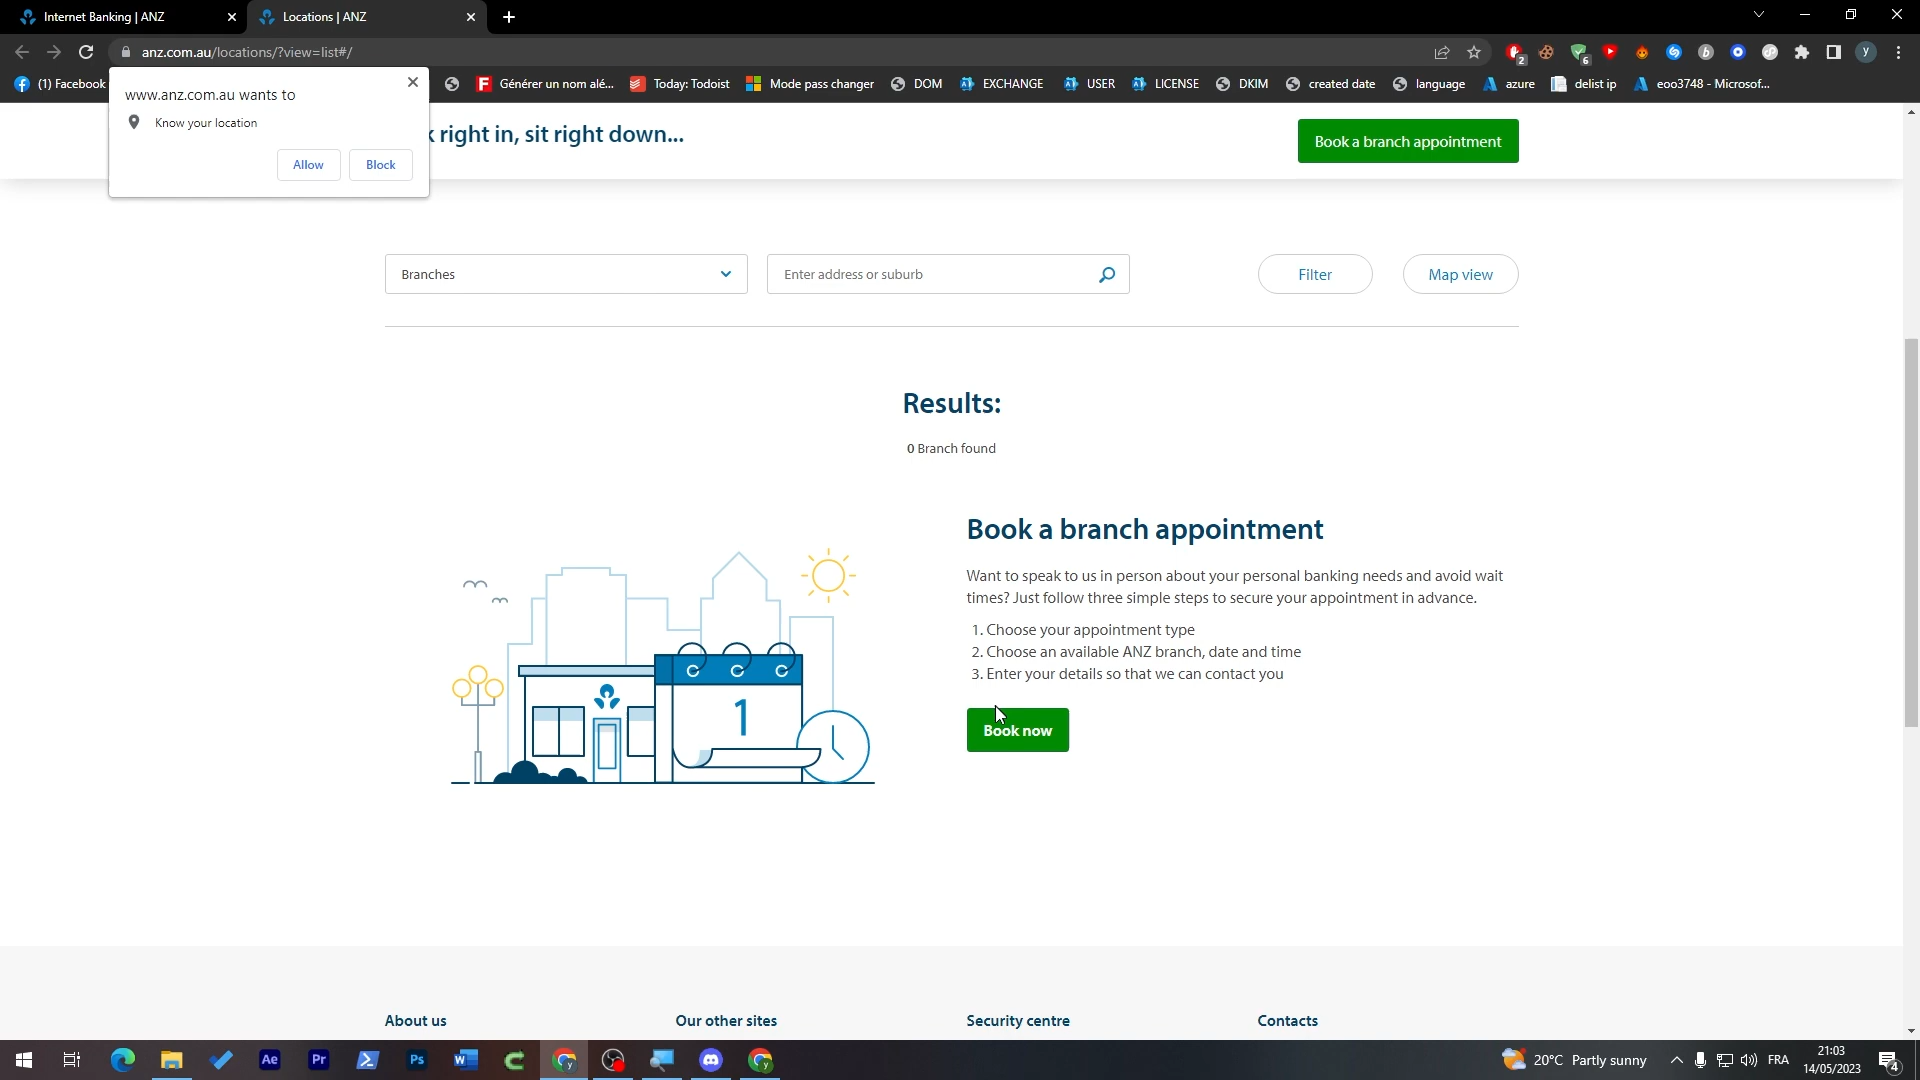 Internet Banking | ANZ
Locations | ANZ
anz.com.au/locations/?view=list#/
2
6
y
(1) Facebook
Générer un nom alé...
Today: Todoist
Mode pass changer
DOM
EXCHANGE
USER
LICENSE
DKIM
created date
language
azure
delist ip
eoo3748 - Microsof...
www.anz.com.au wants to
Know your location
Allow
Block
right in, sit right down...
Book a branch appointment
Branches
Enter address or suburb
Filter
Map view
Results:
0 Branch found
Book a branch appointment
Want to speak to us in person about your personal banking needs and avoid wait
times? Just follow three simple steps to secure your appointment in advance.
1. Choose your appointment type
2. Choose an available ANZ branch, date and time
3. Enter your details so that we can contact you
1
Book now
About us
Our other sites
Security centre
Contacts
Ae
Pr
Ps
W
20°C Partly sunny
FRA
21:03
14/05/2023
4